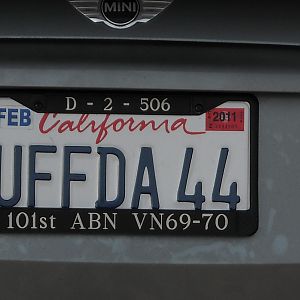 MINI
D - 2 - 506
FEB California 2011
UFFDA 44
101st ABN VN69-70